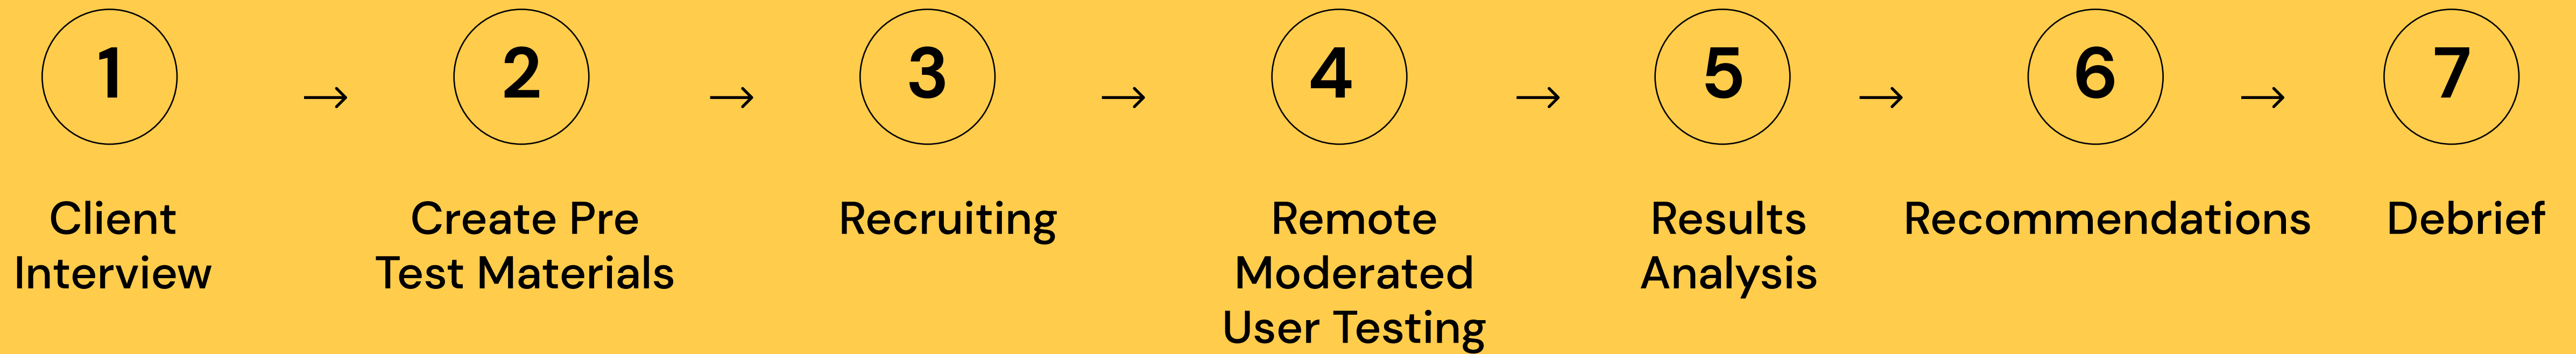 1 → 2 → 3 → 4 → 5 → 6 → 7
Client
Interview
Create Pre
Test Materials
Recruiting
Remote
Moderated
User Testing
Results
Analysis
Recommendations
Debrief